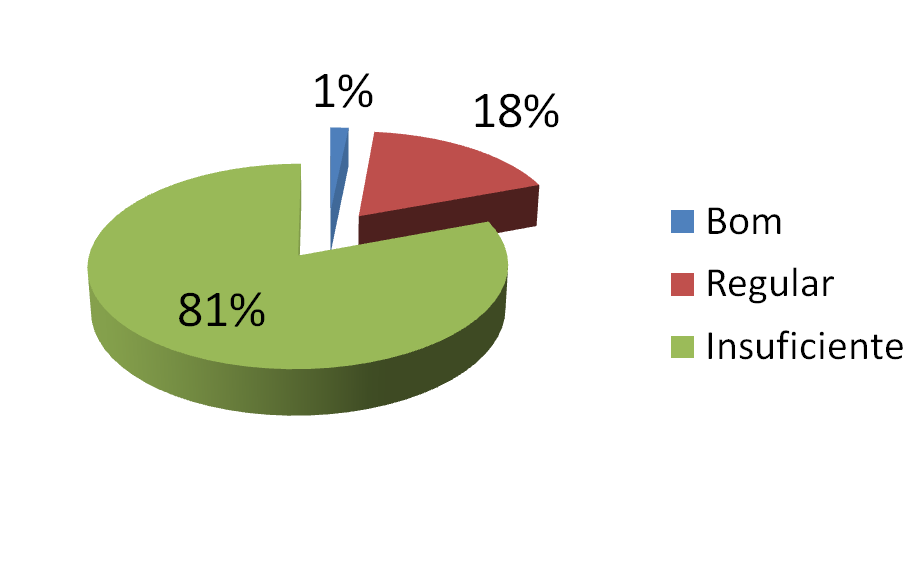 1%
18%
81%
Bom
Regular
Insuficiente